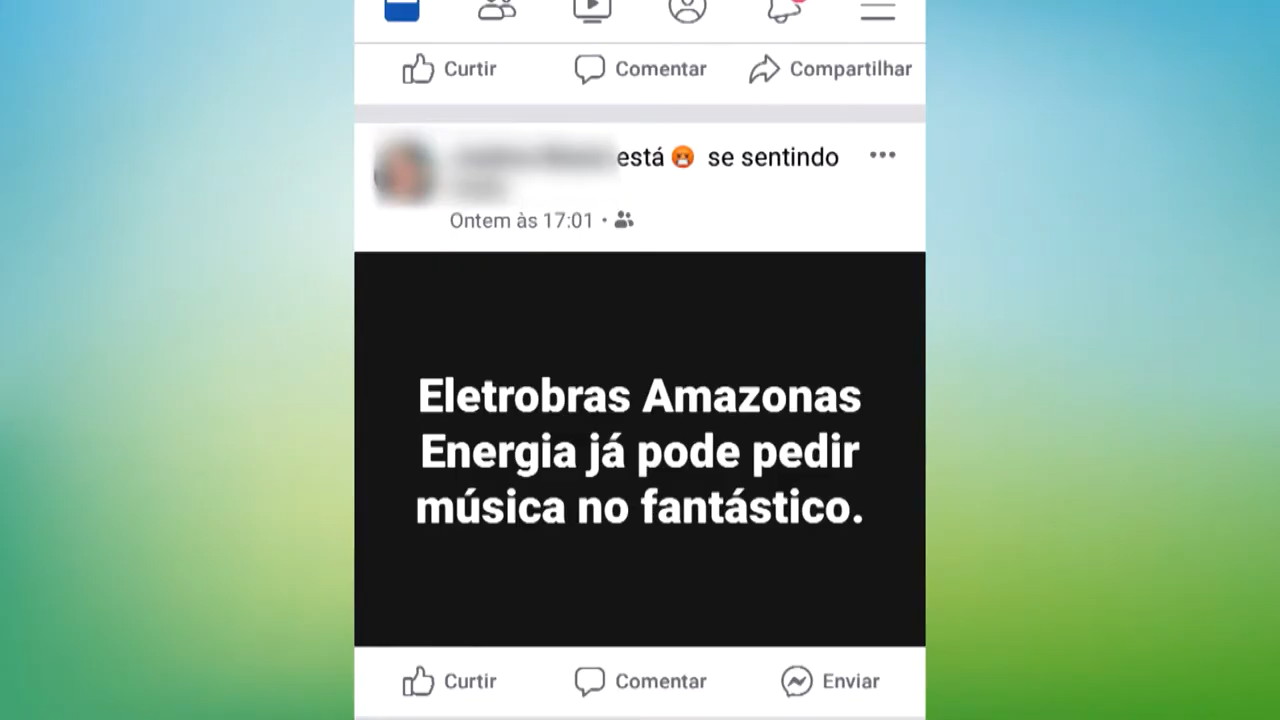 Curtir Comentar Compartilhar
está se sentindo
Ontem às 17:01 •
Eletrobras Amazonas
Energia já pode pedir
música no fantástico.
Curtir Comentar Enviar